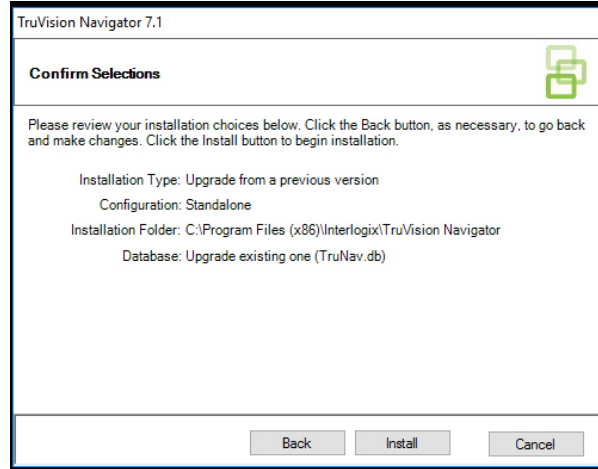 TruVision Navigator 7.1
Confirm Selections
Please review your installation choices below. Click the Back button, as necessary, to go back
and make changes. Click the Install button to begin installation.
Installation Type: Upgrade from a previous version
Configuration: Standalone
Installation Folder: C:\Program Files (x86)\Interlogix\TruVision Navigator
Database: Upgrade existing one (TruNav.db)
Back Install Cancel